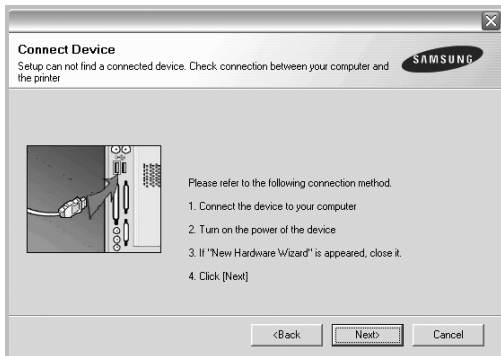 Connect Device
Setup can not find a connected device. Check connection between your computer and
the printer
SAMSUNG
Please refer to the following connection method.
1. Connect the device to your computer
2. Turn on the power of the device
3. If "New Hardware Wizard" is appeared, close it.
4. Click [Next]
<Back
Next>
Cancel